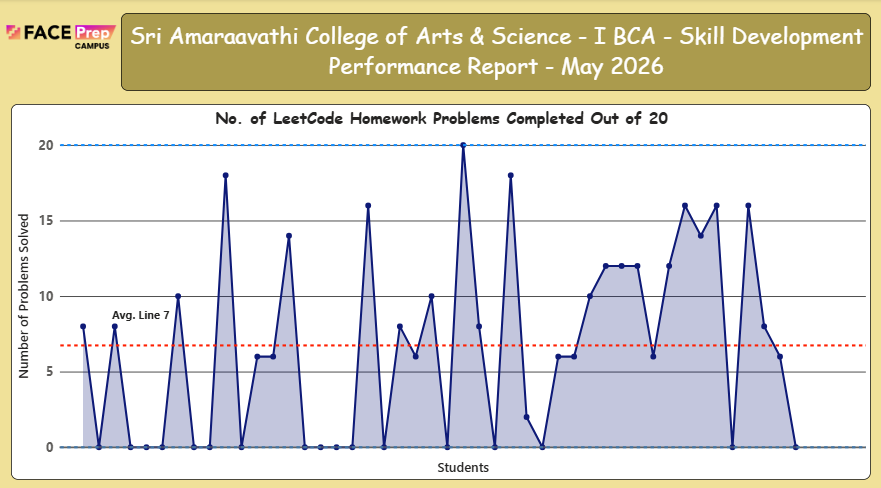 FACE Prep
CAMPUS
Sri Amaraavathi College of Arts & Science - I BCA - Skill Development
Performance Report - May 2026
No. of LeetCode Homework Problems Completed Out of 20
Number of Problems Solved
20
15
10
Avg. Line 7
5
0
Students